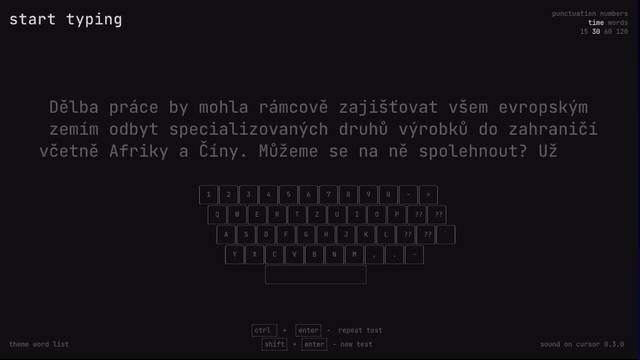 start typing
punctuation numbers
time words
15 30 60 120
Dělba práce by mohla rámcově zajišťovat všem evropským
zemím odbyt specializovaných druhů výrobků do zahraničí
včetně Afriky a Číny. Můžeme se na ně spolehnout? Už
1 2 3 4 5 6 7 8 9 0 - =
Q W E R T Z U I O P ?? ??
A S D F G H J K L ?? ?? `
Y X C V B N M , . -
ctrl + enter - repeat test
shift + enter - new test
theme word list
sound on cursor 0.3.0